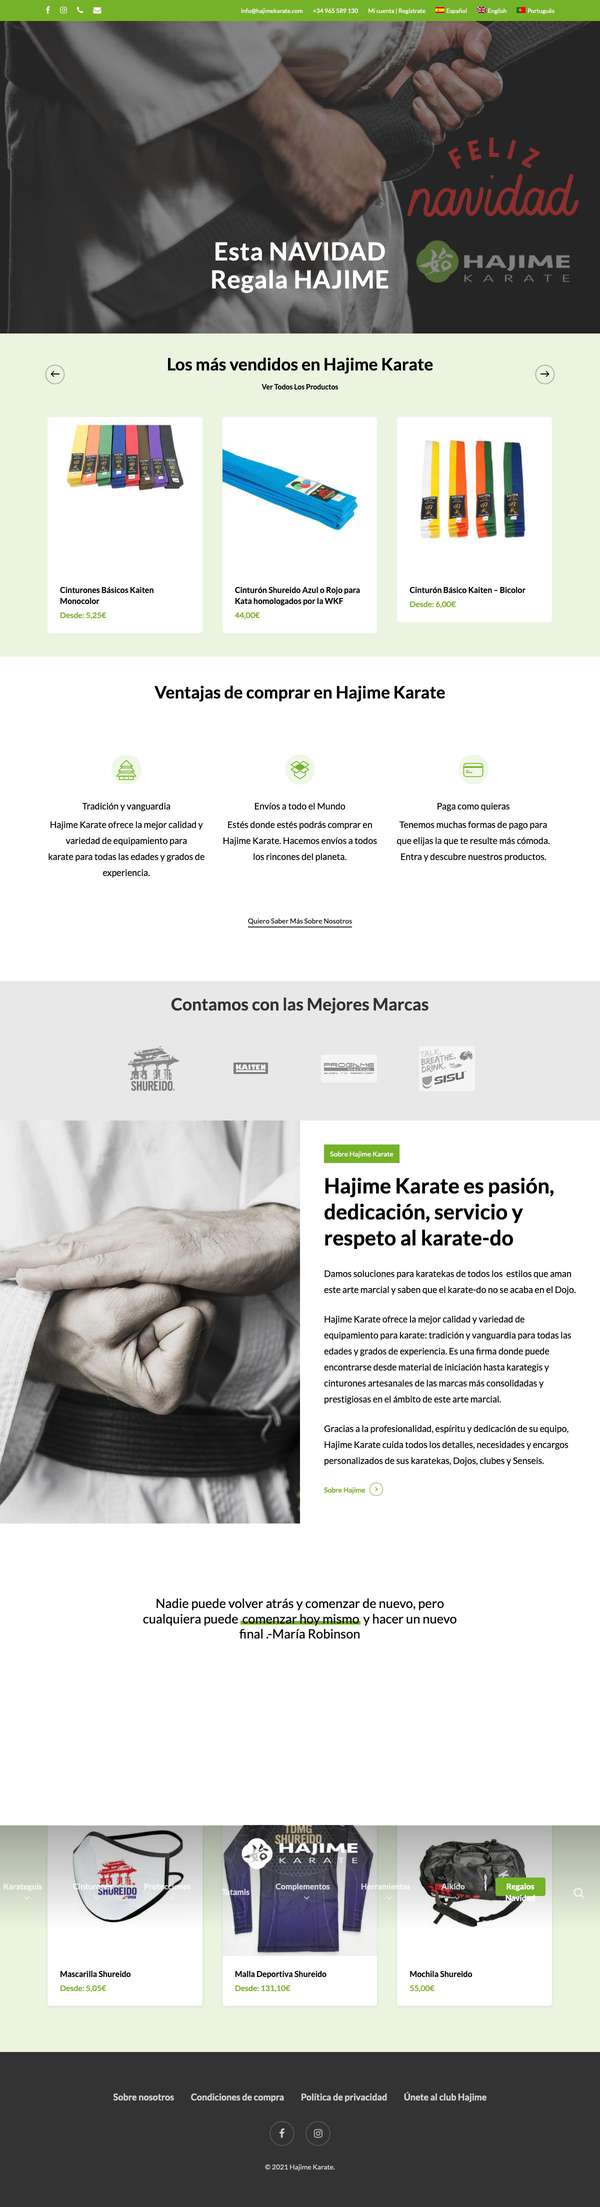 info@hajimekarate.com +34 965 589 130 Mi cuenta | Regístrate Español English Português
FELIZ
navidad
Esta NAVIDAD
Regala HAJIME
HAJIME
KARATE
Los más vendidos en Hajime Karate
Ver Todos Los Productos
Cinturones Básicos Kaiten
Monocolor
Desde: 5,25€
Cinturón Shureido Azul o Rojo para
Kata homologados por la WKF
44,00€
Cinturón Básico Kaiten – Bicolor
Desde: 6,00€
Ventajas de comprar en Hajime Karate
Tradición y vanguardia
Hajime Karate ofrece la mejor calidad y
variedad de equipamiento para
karate para todas las edades y grados de
experiencia.
Envíos a todo el Mundo
Estés donde estés podrás comprar en
Hajime Karate. Hacemos envíos a todos
los rincones del planeta.
Paga como quieras
Tenemos muchas formas de pago para
que elijas la que te resulte más cómoda.
Entra y descubre nuestros productos.
Quiero Saber Más Sobre Nosotros
Contamos con las Mejores Marcas
SHUREIDO
KAITEN
TALK.
BREATHE.
DRINK.
SISU
Sobre Hajime Karate
Hajime Karate es pasión,
dedicación, servicio y
respeto al karate-do
Damos soluciones para karatekas de todos los estilos que aman
este arte marcial y saben que el karate-do no se acaba en el Dojo.
Hajime Karate ofrece la mejor calidad y variedad de
equipamiento para karate: tradición y vanguardia para todas las
edades y grados de experiencia. Es una firma donde puede
encontrarse desde material de iniciación hasta karategis y
cinturones artesanales de las marcas más consolidadas y
prestigiosas en el ámbito de este arte marcial.
Gracias a la profesionalidad, espíritu y dedicación de su equipo,
Hajime Karate cuida todos los detalles, necesidades y encargos
personalizados de sus karatekas, Dojos, clubes y Senseis.
Sobre Hajime
Nadie puede volver atrás y comenzar de nuevo, pero
cualquiera puede comenzar hoy mismo y hacer un nuevo
final .-María Robinson
TDMG
SHUREIDO
HAJIME
KARATE
SHUREIDO
Karateguis Cinturones Protecciones Tatamis Complementos Herramientas Aikido Regalos
Navidad
Mascarilla Shureido
Desde: 5,05€
Malla Deportiva Shureido
Desde: 131,10€
Mochila Shureido
55,00€
Sobre nosotros Condiciones de compra Política de privacidad Únete al club Hajime
© 2021 Hajime Karate.